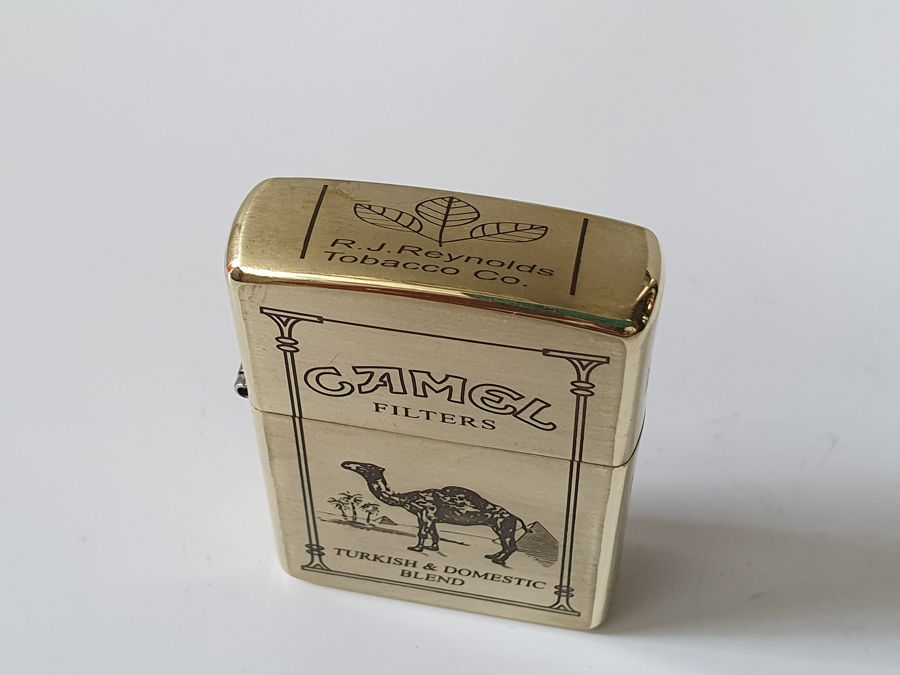 R.J.Reynolds
Tobacco Co.
CAMEL
FILTERS
TURKISH & DOMESTIC
BLEND